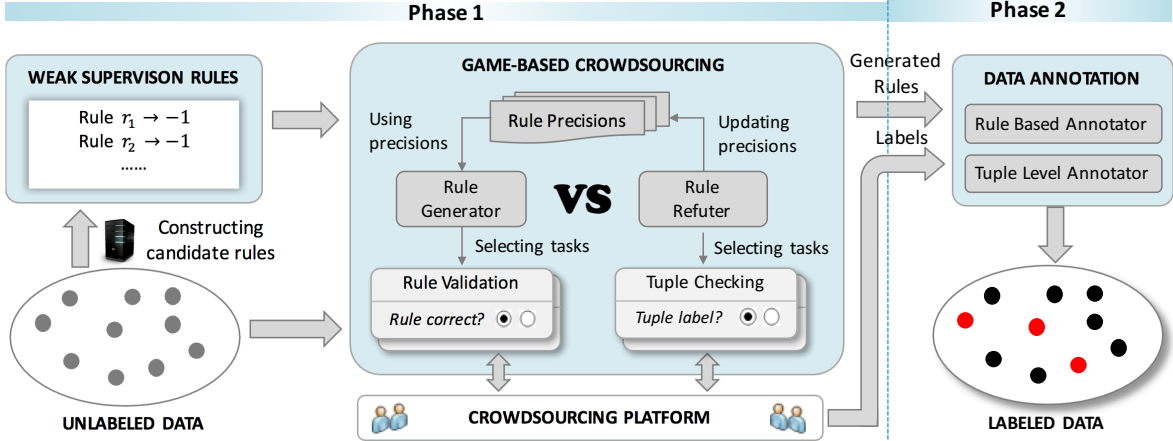 Phase 1
Phase 2
WEAK SUPERVISON RULES
Rule r₁ → −1
Rule r₂ → −1
......
Constructing
candidate rules
UNLABELED DATA
GAME-BASED CROWDSOURCING
Rule Precisions
Using
precisions
Updating
precisions
Rule
Generator
VS
Rule
Refuter
Selecting tasks
Selecting tasks
Rule Validation
Rule correct?
Tuple Checking
Tuple label?
CROWDSOURCING PLATFORM
Generated
Rules
Labels
DATA ANNOTATION
Rule Based Annotator
Tuple Level Annotator
LABELED DATA